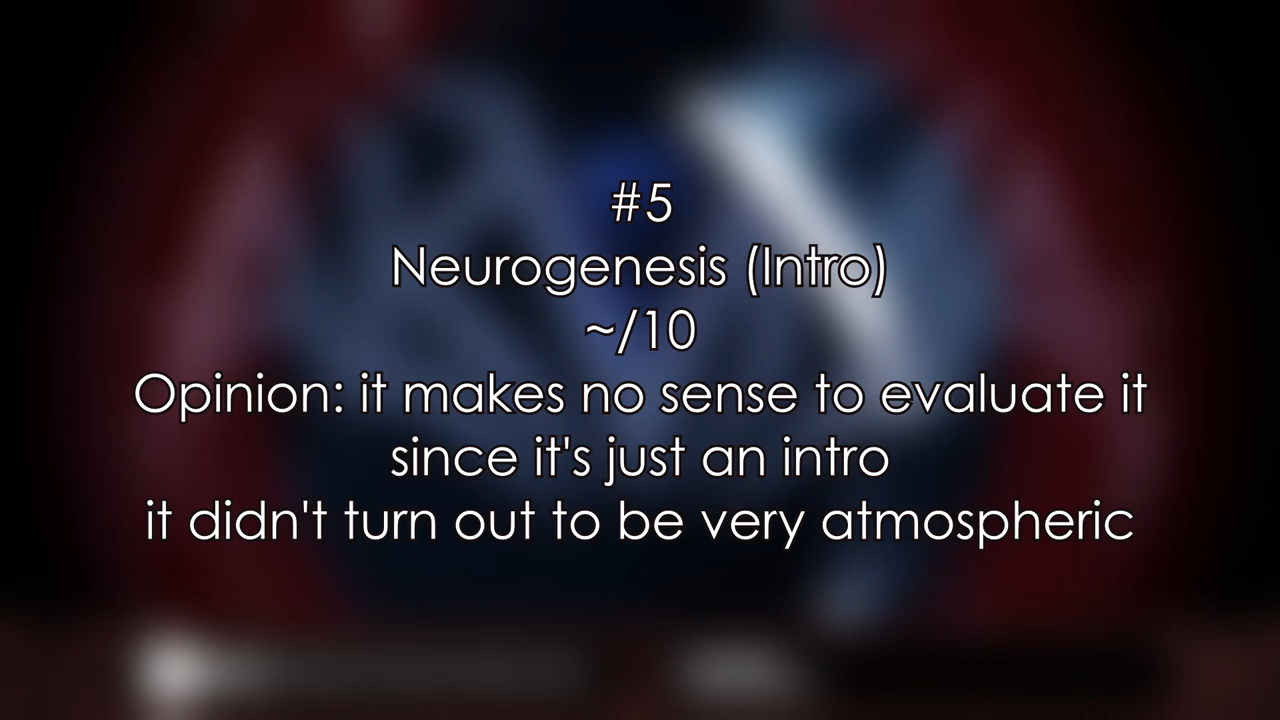 #5
Neurogenesis (Intro)
~/10
Opinion: it makes no sense to evaluate it
since it's just an intro
it didn't turn out to be very atmospheric